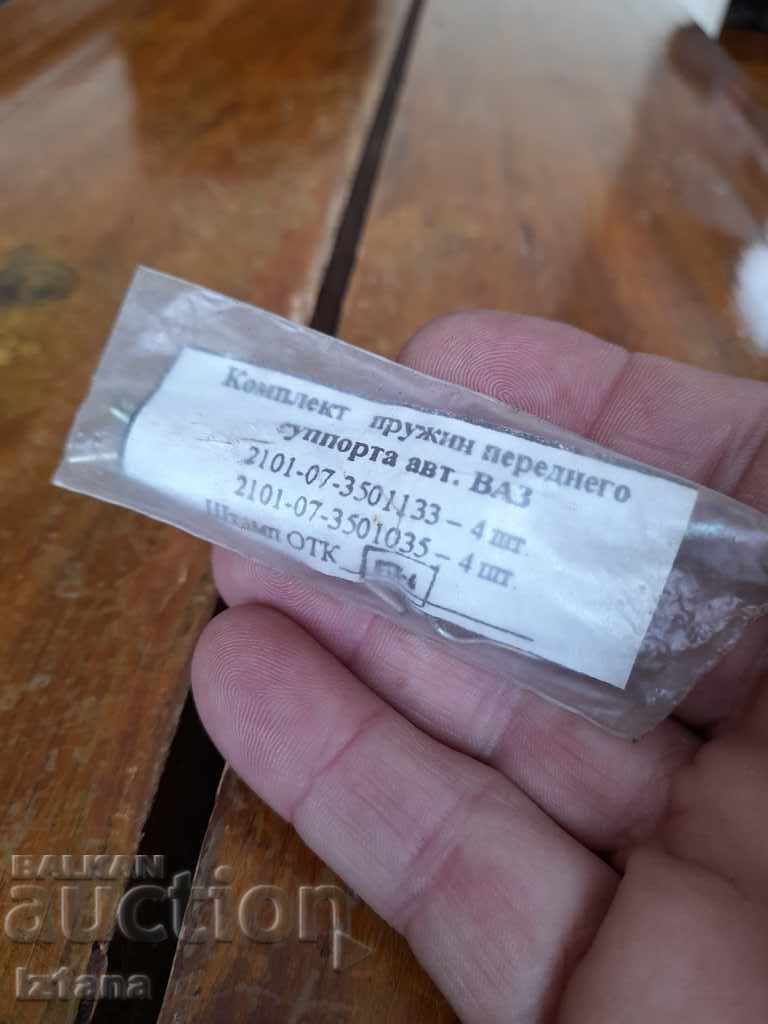 Комплект пружин переднего
суппорта авт. ВАЗ
2101-07-3501133 – 4 шт.
2101-07-3501035 – 4 шт.
Штамп ОТК
BALKAN
auction
Iztana